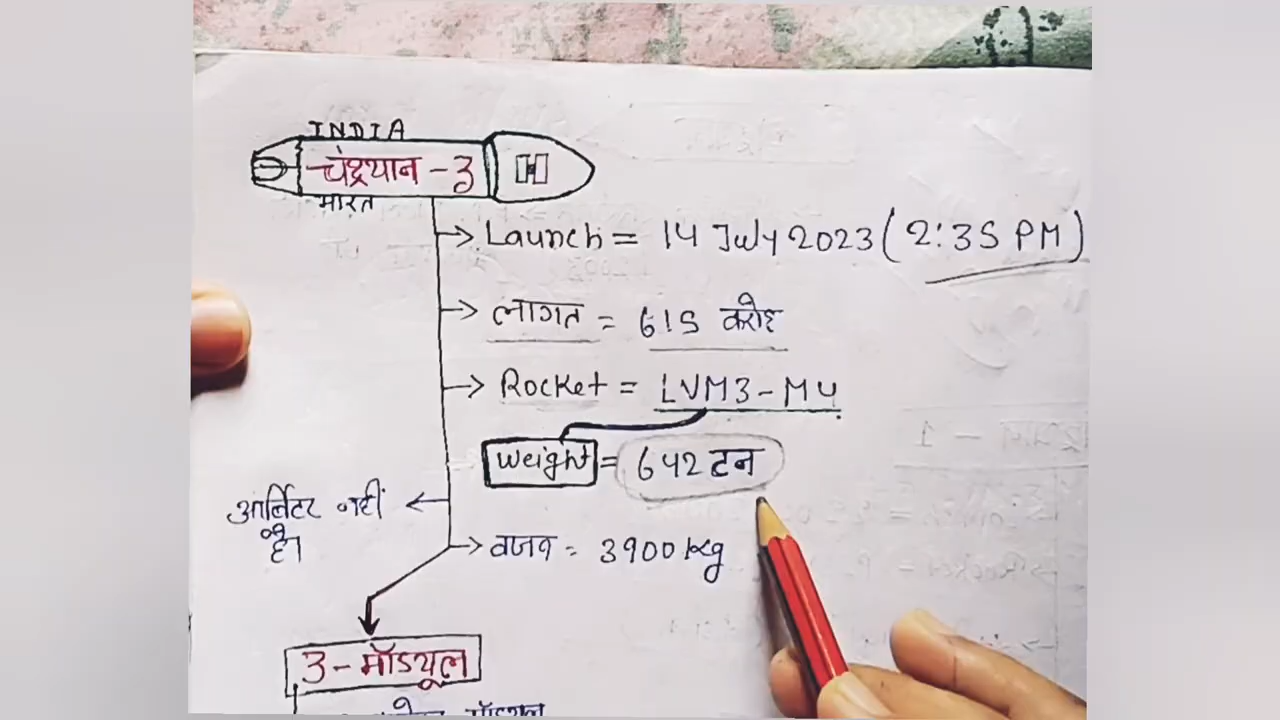 INDIA
चंद्रयान - 3
भारत
Launch = 14 July 2023 (2:35 PM)
लागत = 615 करोड़
Rocket = LVM3-M4
Weight = 642 टन
आर्बिटर नहीं
है।
वजन = 3900 kg
3-मॉड्यूल
मॉड्यूल